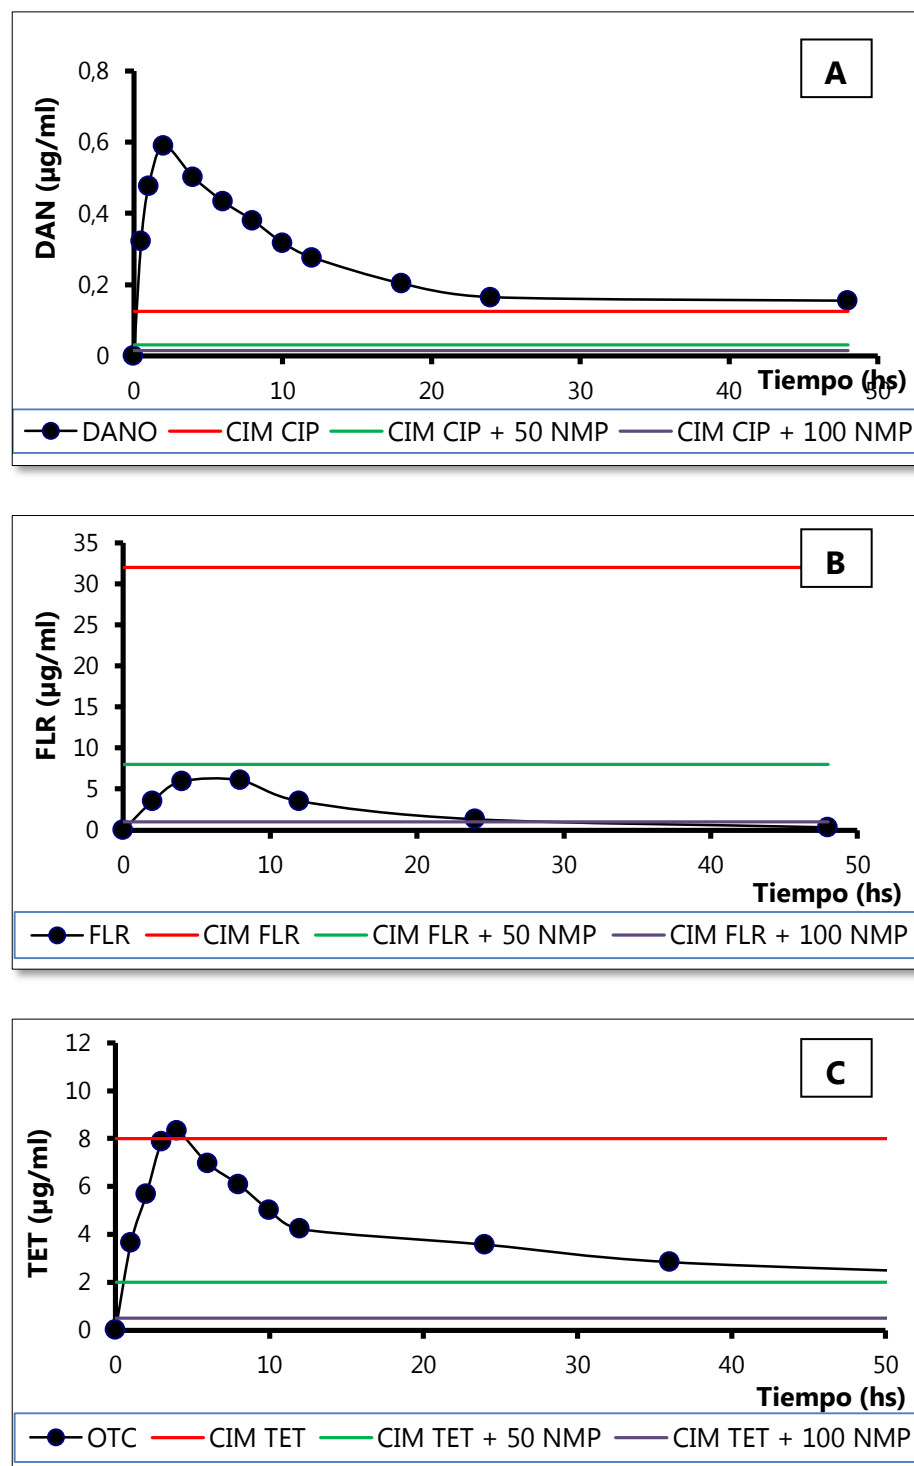 A
DAN (µg/ml)
0,8
0,6
0,4
0,2
0
0 10 20 30 40 50
Tiempo (hs)
DANO CIM CIP CIM CIP + 50 NMP CIM CIP + 100 NMP
B
FLR (µg/ml)
35
30
25
20
15
10
5
0
0 10 20 30 40 50
Tiempo (hs)
FLR CIM FLR CIM FLR + 50 NMP CIM FLR + 100 NMP
C
TET (µg/ml)
12
10
8
6
4
2
0
0 10 20 30 40 50
Tiempo (hs)
OTC CIM TET CIM TET + 50 NMP CIM TET + 100 NMP